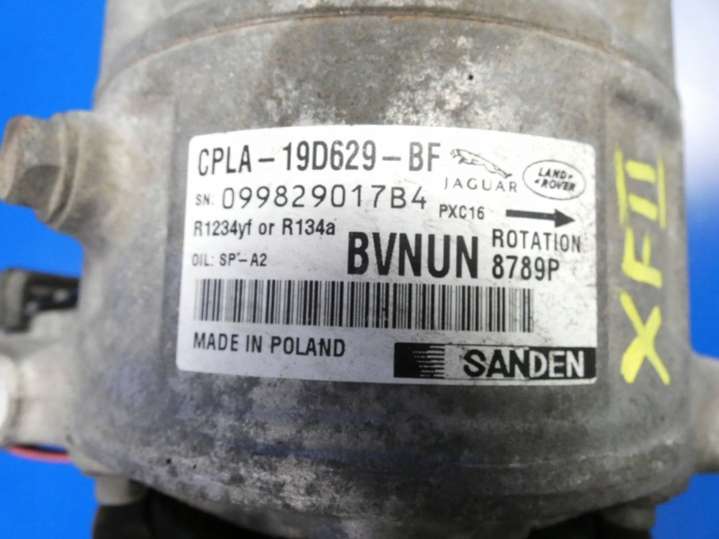 CPLA-19D629-BF
JAGUAR
LAND-
-ROVER
SN: 099829017B4
PXC16
R1234yf or R134a
ROTATION
OIL: SP-A2
BVNUN
8789P
MADE IN POLAND
SANDEN
XFII